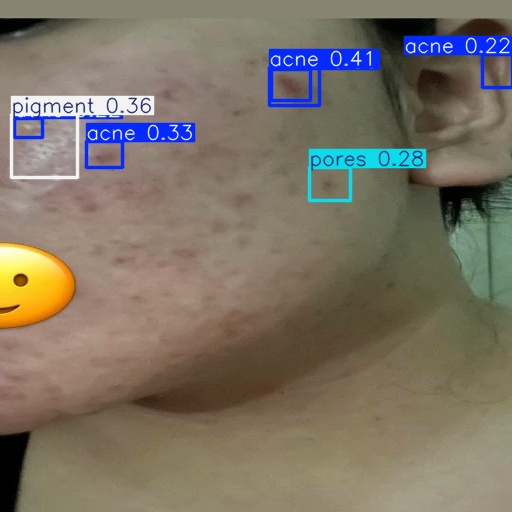 acne 0.41
acne 0.22
pigment 0.36
acne 0.33
pores 0.28